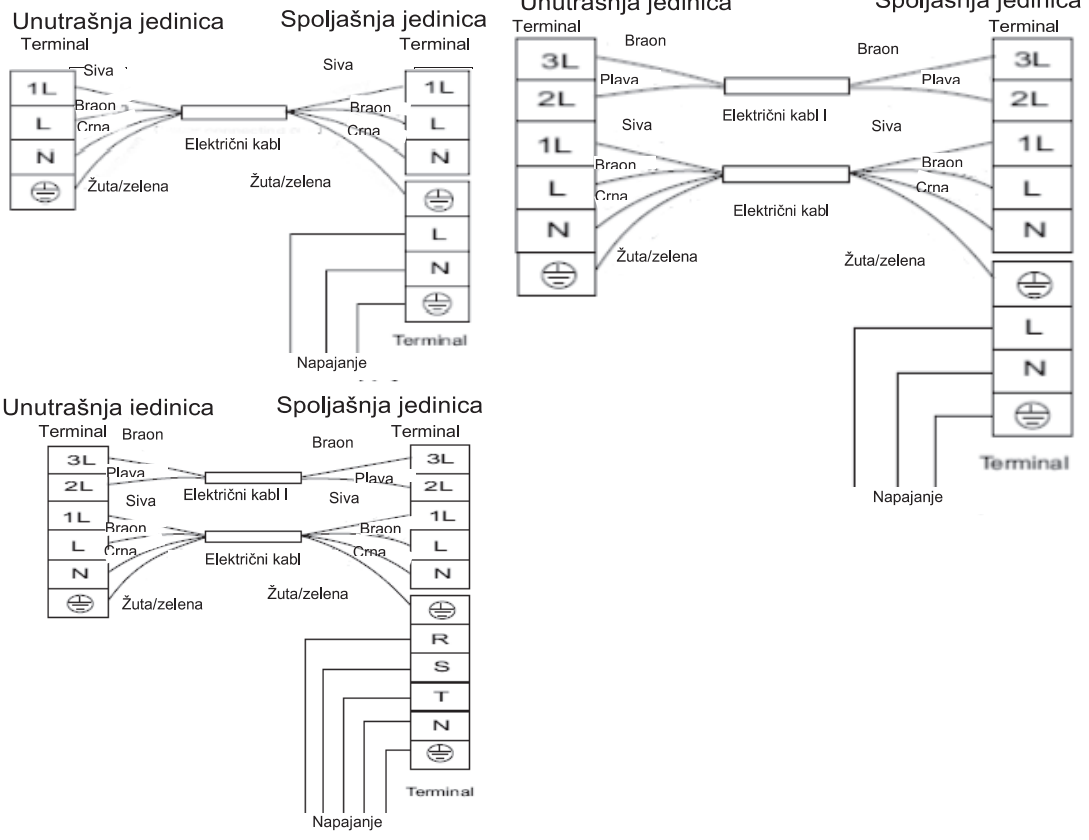 Unutrašnja jedinica
Spoljašnja jedinica
Terminal
Terminal
Siva
Siva
1L
1L
Braon
Braon
L
L
Crna
Crna
N
N
Električni kabl
Žuta/zelena
Žuta/zelena
L
N
Terminal
Napajanje
Unutrašnja jedinica
Spoljašnja jedinica
Terminal
Terminal
Braon
Braon
3L
3L
Plava
Plava
2L
2L
Električni kabl I
Siva
Siva
1L
1L
Braon
Braon
L
L
Crna
Crna
Električni kabl
N
N
Žuta/zelena
Žuta/zelena
L
N
Terminal
Napajanje
Unutrašnja iedinica
Spoljašnja jedinica
Terminal
Terminal
Braon
Braon
3L
3L
Plava
Plava
2L
2L
Električni kabl I
Siva
Siva
1L
1L
Braon
Braon
L
L
Crna
Crna
Električni kabl
N
N
Žuta/zelena
Žuta/zelena
R
S
T
N
Terminal
Napajanje